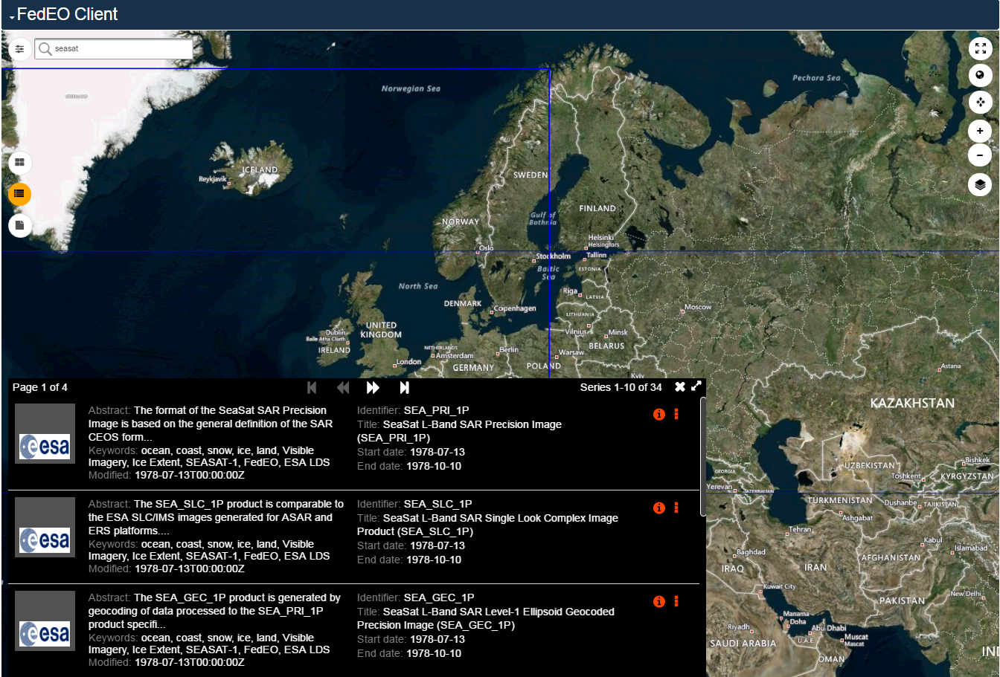 FedEO Client
seasat
GREENLAND
Norwegian Sea
Pechora Sea
ICELAND
Reykjavik
SWEDEN
FINLAND
Gulf of
Bothnia
NORWAY
Helsinki
Helsingfors
Oslo
Stockholm
Tallinn
ESTONIA
Baltic
Sea
North Sea
Riga
LATVIA
DENMARK
Copenhagen
Moscow
LITHUANIA
UNITED
KINGDOM
Vilnius
Minsk
Dublin
Baile Atha Cliath
IRELAND
BELARUS
NETHERLANDS
Amsterdam
Berlin
Warsaw
London
GERMANY
POLAND
Kyiv
Astana
KAZAKHSTAN
Page 1 of 4
Series 1-10 of 34
esa
Abstract: The format of the SeaSat SAR Precision
Image is based on the general definition of the SAR
CEOS form...
Keywords: ocean, coast, snow, ice, land, Visible
Imagery, Ice Extent, SEASAT-1, FedEO, ESA LDS
Modified: 1978-07-13T00:00:00Z
Identifier: SEA_PRI_1P
Title: SeaSat L-Band SAR Precision Image
(SEA_PRI_1P)
Start date: 1978-07-13
End date: 1978-10-10
esa
Abstract: The SEA_SLC_1P product is comparable to
the ESA SLC/IMS images generated for ASAR and
ERS platforms....
Keywords: ocean, coast, snow, ice, land, Visible
Imagery, Ice Extent, SEASAT-1, FedEO, ESA LDS
Modified: 1978-07-13T00:00:00Z
Identifier: SEA_SLC_1P
Title: SeaSat L-Band SAR Single Look Complex Image
Product (SEA_SLC_1P)
Start date: 1978-07-13
End date: 1978-10-10
esa
Abstract: The SEA_GEC_1P product is generated by
geocoding of data processed to the SEA_PRI_1P
product specifi...
Keywords: ocean, coast, snow, ice, land, Visible
Imagery, Ice Extent, SEASAT-1, FedEO, ESA LDS
Modified: 1978-07-13T00:00:00Z
Identifier: SEA_GEC_1P
Title: SeaSat L-Band SAR Level-1 Ellipsoid Geocoded
Precision Image (SEA_GEC_1P)
Start date: 1978-07-13
End date: 1978-10-10
GEORGIA
UZBEKISTAN
Bishkek
Toshkent
KYRGYZSTAN
Yerevan
AZERBAIJAN
TURKMENISTAN
Dushanbe
TAJIKISTAN
Ashgabat
Tehran
Kabul
Islamabad
Baghdad
AFGHANISTAN
IRAQ
IRAN
Kuwait City
New Delhi
PAKISTAN
Manama
Doha
Riyadh
Abu Dhabi
U.A.E.
Muscat
Mascat
SAUDI ARABIA
OMAN
IND